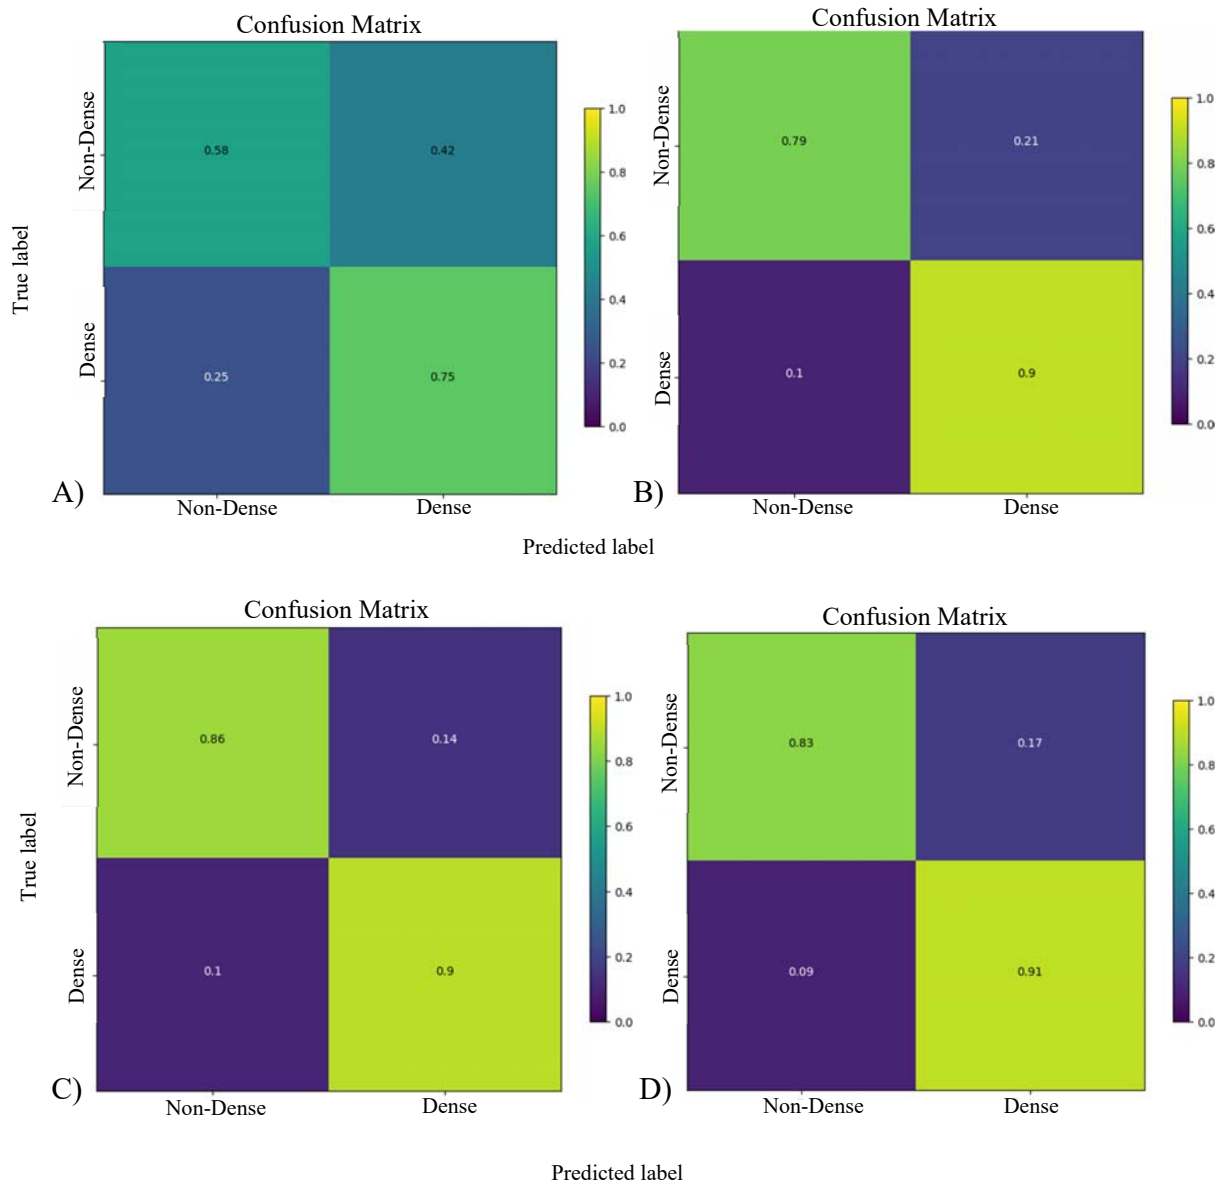 Confusion Matrix
Non-Dense
Dense
True label
0.58
0.42
0.25
0.75
1.0
0.8
0.6
0.4
0.2
0.0
A)
Non-Dense
Dense
Confusion Matrix
Non-Dense
Dense
0.79
0.21
0.1
0.9
1.0
0.8
0.6
0.4
0.2
0.0
B)
Non-Dense
Dense
Predicted label
Confusion Matrix
Non-Dense
Dense
True label
0.86
0.14
0.1
0.9
1.0
0.8
0.6
0.4
0.2
0.0
C)
Non-Dense
Dense
Confusion Matrix
Non-Dense
Dense
0.83
0.17
0.09
0.91
1.0
0.8
0.6
0.4
0.2
0.0
D)
Non-Dense
Dense
Predicted label